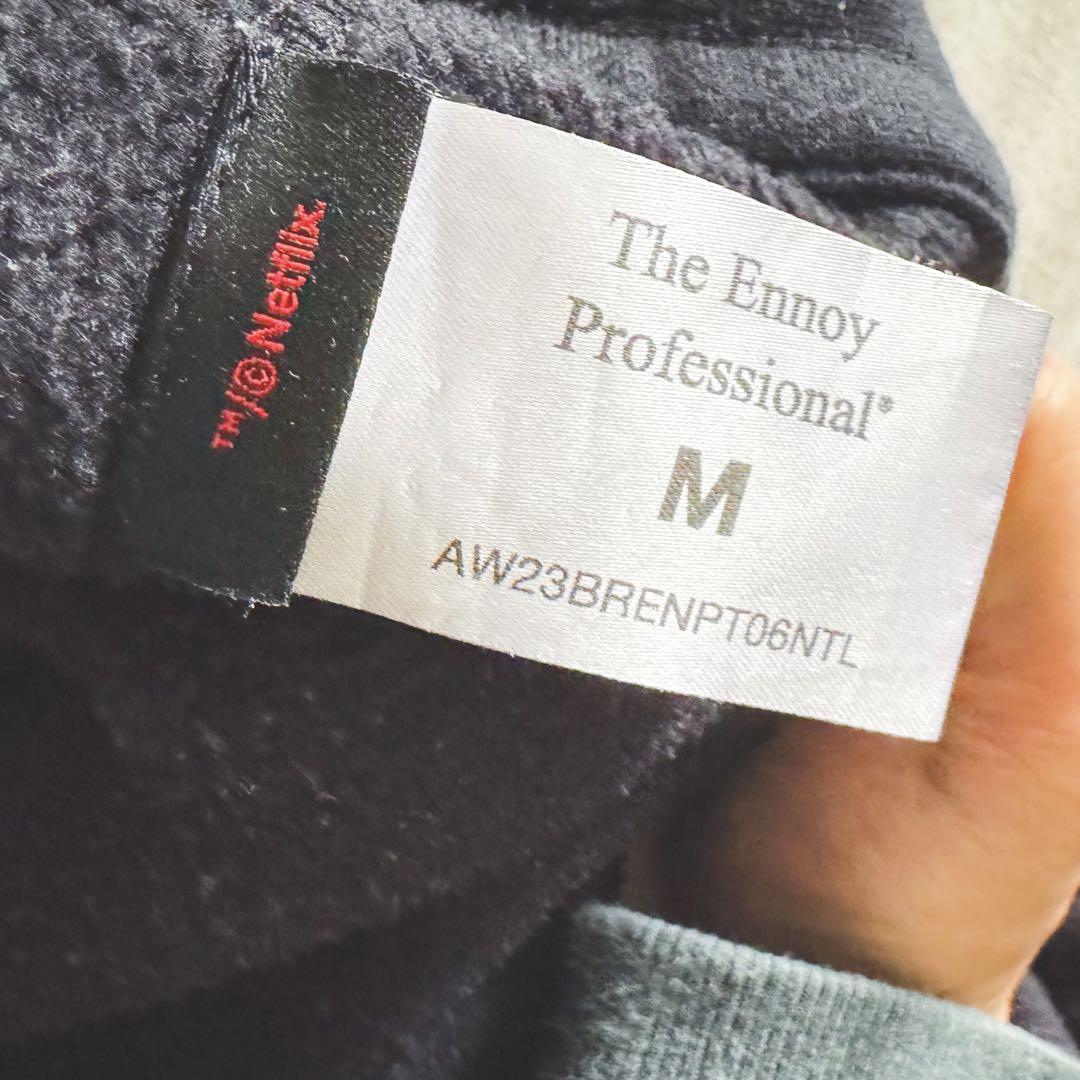 ™/© Netflix.
The Ennoy
Professional®
M
AW23BRENPT06NTL